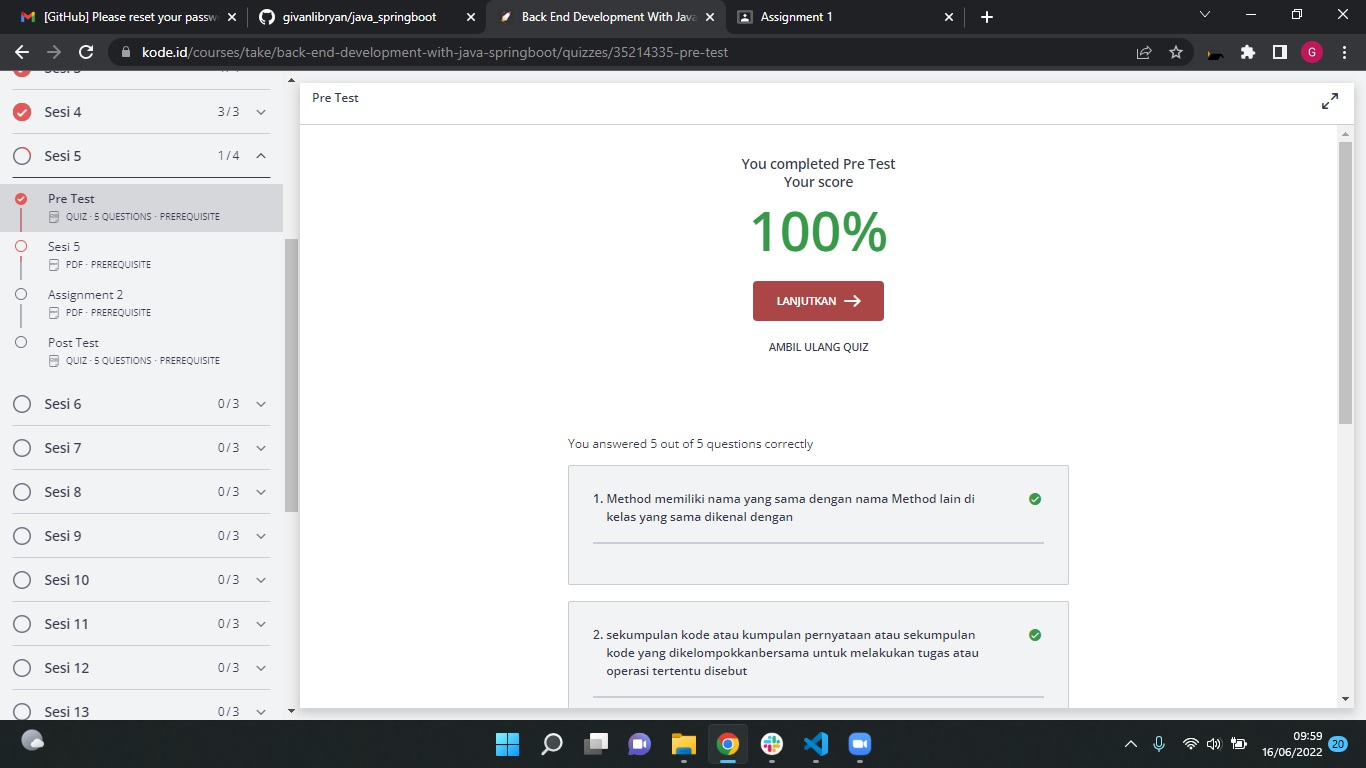 [GitHub] Please reset your passw
givanlibryan/java_springboot
Back End Development With Java
Assignment 1
kode.id/courses/take/back-end-development-with-java-springboot/quizzes/35214335-pre-test
G
Sesi 4 3 / 3
Sesi 5 1 / 4
Pre Test
QUIZ · 5 QUESTIONS · PREREQUISITE
Sesi 5
PDF · PREREQUISITE
Assignment 2
PDF · PREREQUISITE
Post Test
QUIZ · 5 QUESTIONS · PREREQUISITE
Sesi 6 0 / 3
Sesi 7 0 / 3
Sesi 8 0 / 3
Sesi 9 0 / 3
Sesi 10 0 / 3
Sesi 11 0 / 3
Sesi 12 0 / 3
Sesi 13 0 / 3
Pre Test
You completed Pre Test
Your score
100%
LANJUTKAN
AMBIL ULANG QUIZ
You answered 5 out of 5 questions correctly
1. Method memiliki nama yang sama dengan nama Method lain di
kelas yang sama dikenal dengan
2. sekumpulan kode atau kumpulan pernyataan atau sekumpulan
kode yang dikelompokkanbersama untuk melakukan tugas atau
operasi tertentu disebut
09:59
16/06/2022
20